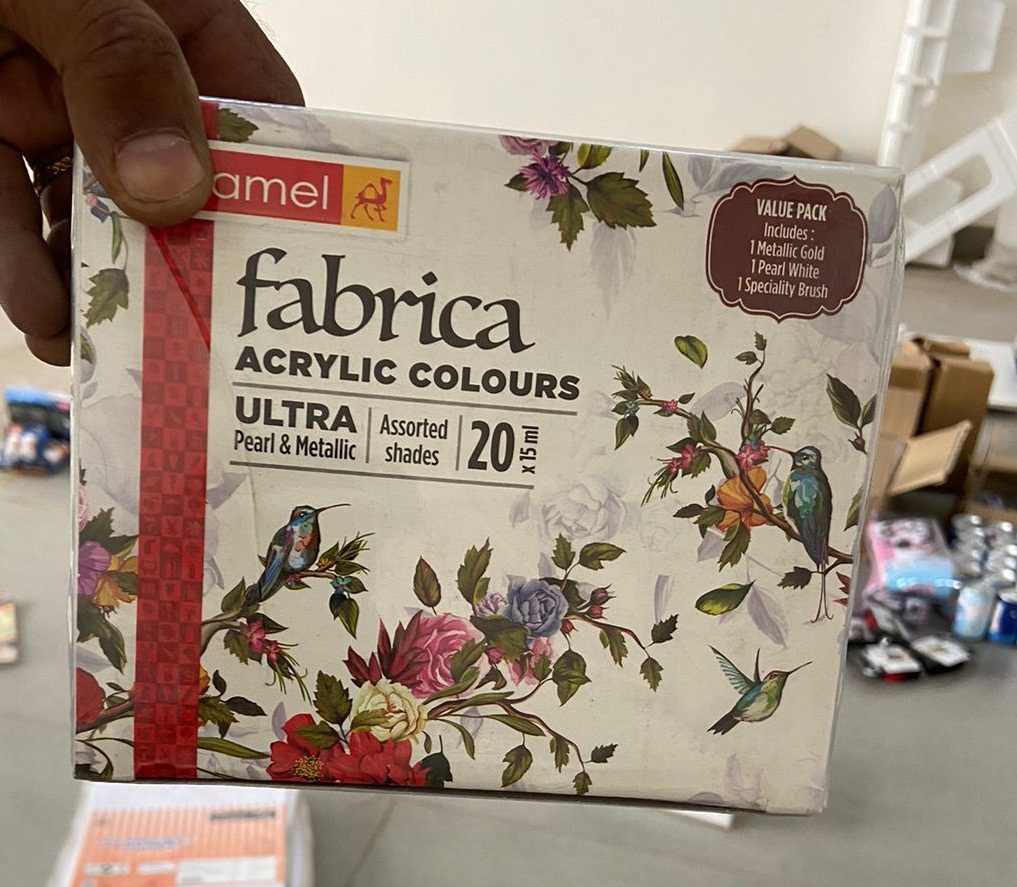 amel
fabrica
ACRYLIC COLOURS
ULTRA
Pearl & Metallic
Assorted
shades
20
x 15 ml
VALUE PACK
Includes :
1 Metallic Gold
1 Pearl White
1 Speciality Brush